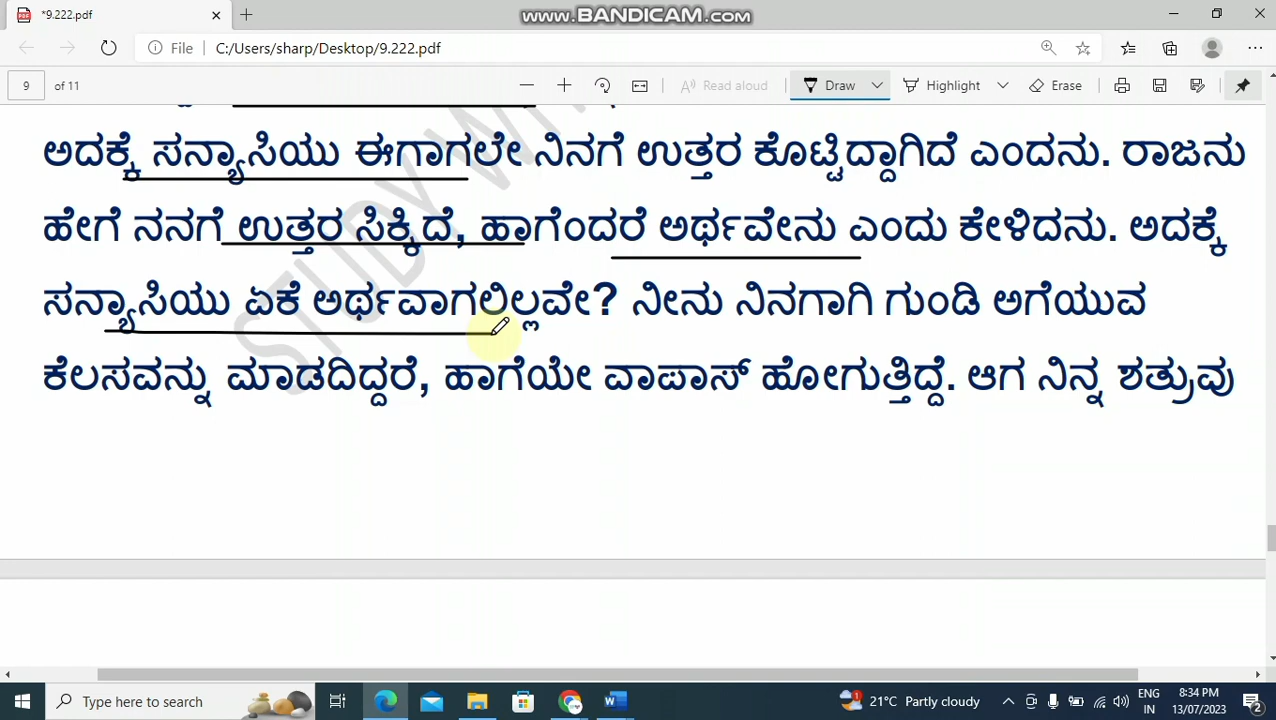 www.BANDICAM.com
*9.222.pdf
File C:/Users/sharp/Desktop/9.222.pdf
9 of 11 Read aloud Draw Highlight Erase
ಅದಕ್ಕೆ ಸನ್ಯಾಸಿಯು ಈಗಾಗಲೇ ನಿನಗೆ ಉತ್ತರ ಕೊಟ್ಟಿದ್ದಾಗಿದೆ ಎಂದನು. ರಾಜನು
ಹೇಗೆ ನನಗೆ ಉತ್ತರ ಸಿಕ್ಕಿದೆ, ಹಾಗೆಂದರೆ ಅರ್ಥವೇನು ಎಂದು ಕೇಳಿದನು. ಅದಕ್ಕೆ
ಸನ್ಯಾಸಿಯು ಏಕೆ ಅರ್ಥವಾಗಲಿಲ್ಲವೇ? ನೀನು ನಿನಗಾಗಿ ಗುಂಡಿ ಅಗೆಯುವ
ಕೆಲಸವನ್ನು ಮಾಡದಿದ್ದರೆ, ಹಾಗೆಯೇ ವಾಪಾಸ್ ಹೋಗುತ್ತಿದ್ದೆ. ಆಗ ನಿನ್ನ ಶತ್ರುವು
STUDY
Type here to search 21°C Partly cloudy ENG IN 8:34 PM 13/07/2023